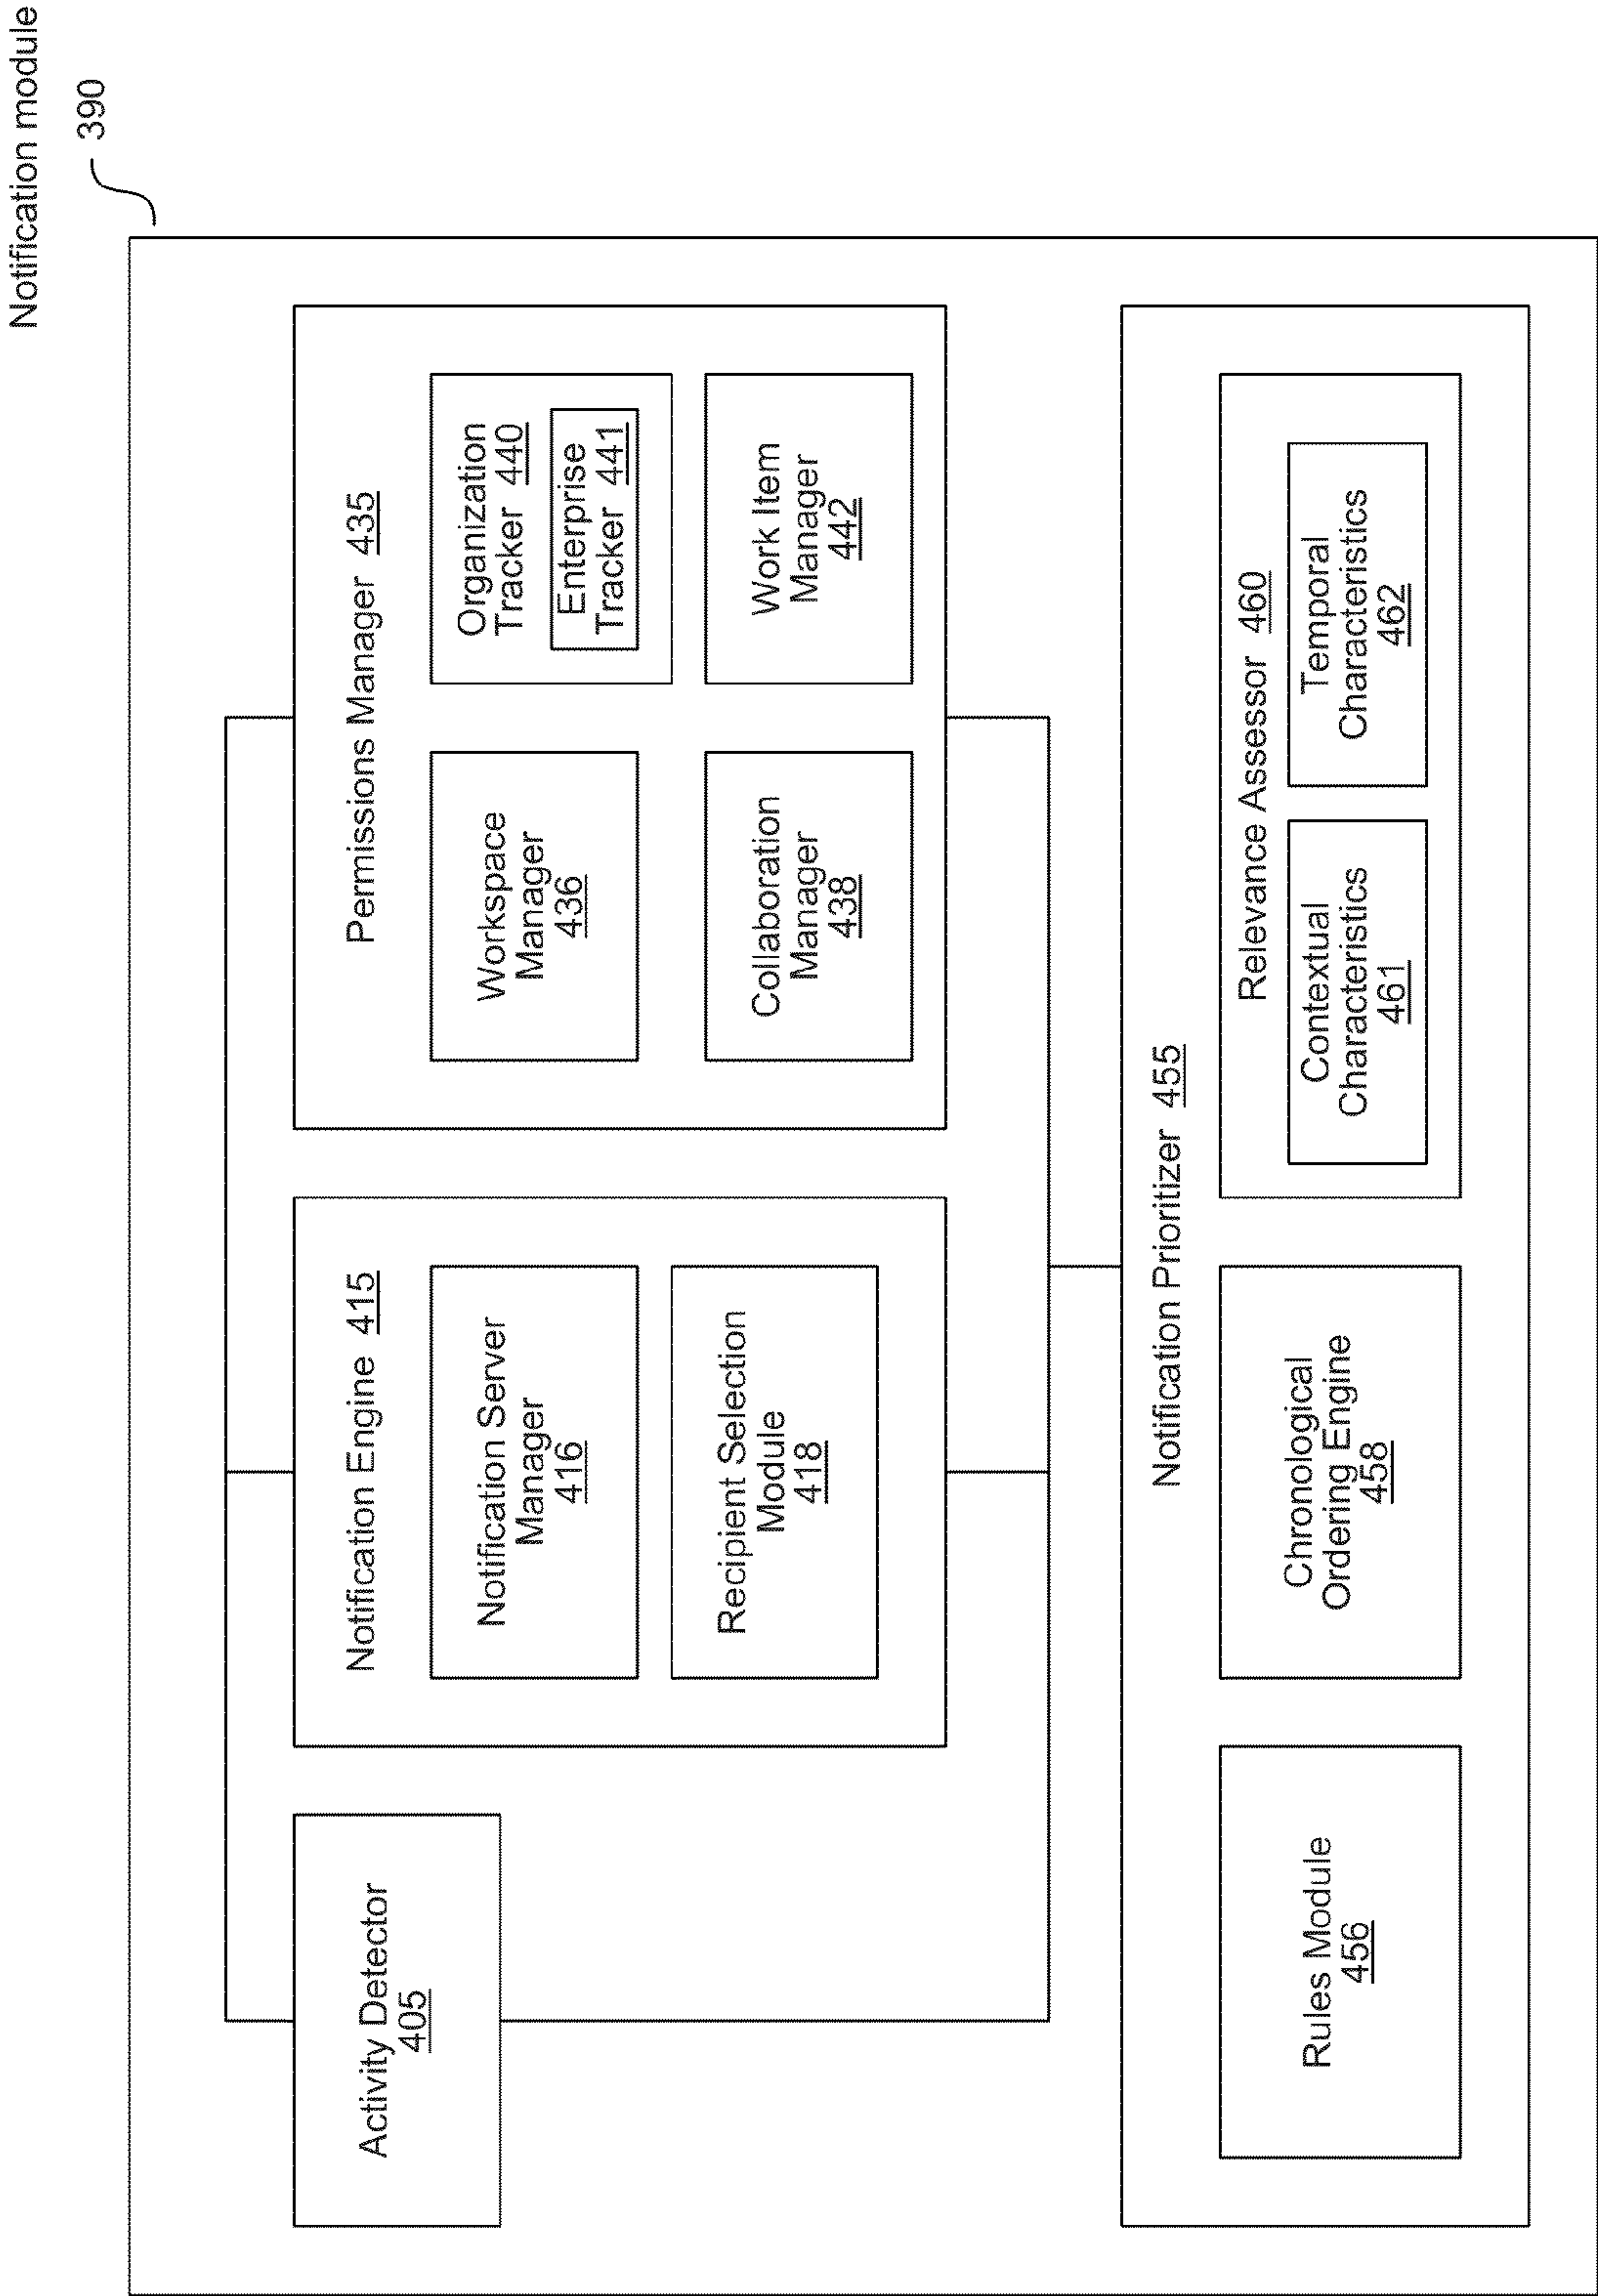 Notification module
390
Activity Detector
405
Notification Engine 415
Notification Server
Manager
416
Recipient Selection
Module
418
Permissions Manager 435
Workspace
Manager
436
Organization
Tracker 440
Enterprise
Tracker 441
Collaboration
Manager
438
Work Item
Manager
442
Notification Prioritizer 455
Rules Module
456
Chronological
Ordering Engine
458
Relevance Assessor 460
Contextual
Characteristics
461
Temporal
Characteristics
462